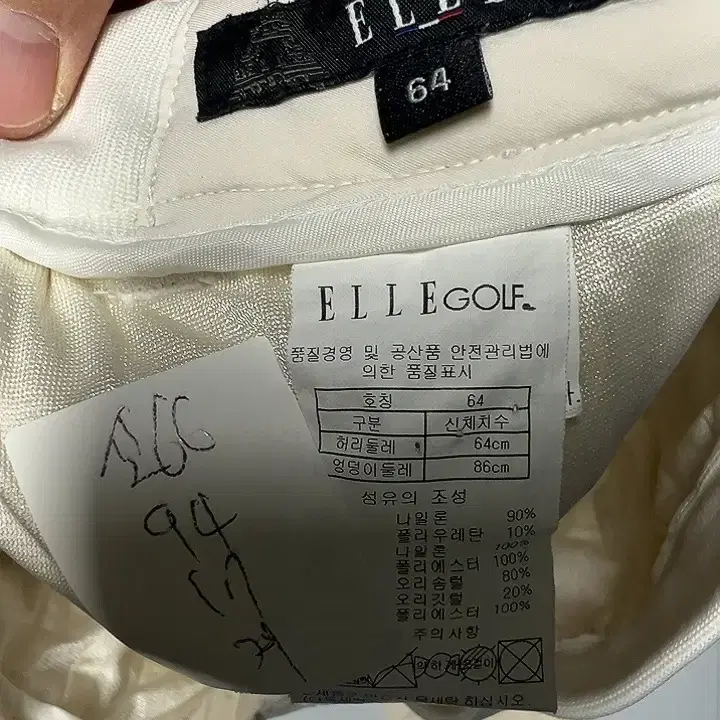 ELLE
64
ELLE GOLF
품질경영 및 공산품 안전관리법에
의한 품질표시
호칭 64
구분 신체치수
허리둘레 64cm
엉덩이둘레 86cm
섬유의 조성
나일론 90%
폴리우레탄 10%
나일론 100%
폴리에스터 100%
오리솜털 80%
오리깃털 20%
폴리에스터 100%
주의사항
94